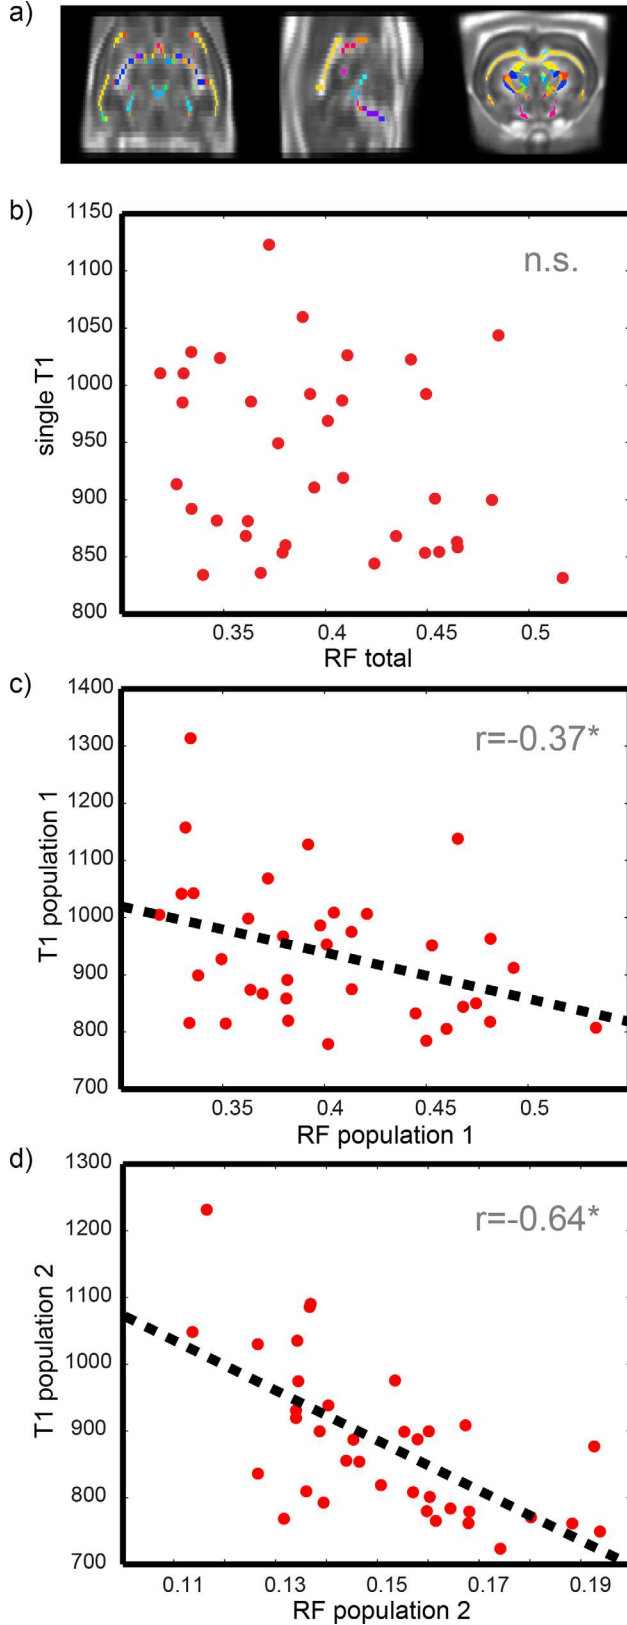 a)
b)
1150
1100
1050
1000
950
900
850
800
single T1
n.s.
0.35 0.4 0.45 0.5
RF total
c)
1400
1300
1200
1100
1000
900
800
700
T1 population 1
r=-0.37*
0.35 0.4 0.45 0.5
RF population 1
d)
1300
1200
1100
1000
900
800
700
T1 population 2
r=-0.64*
0.11 0.13 0.15 0.17 0.19
RF population 2